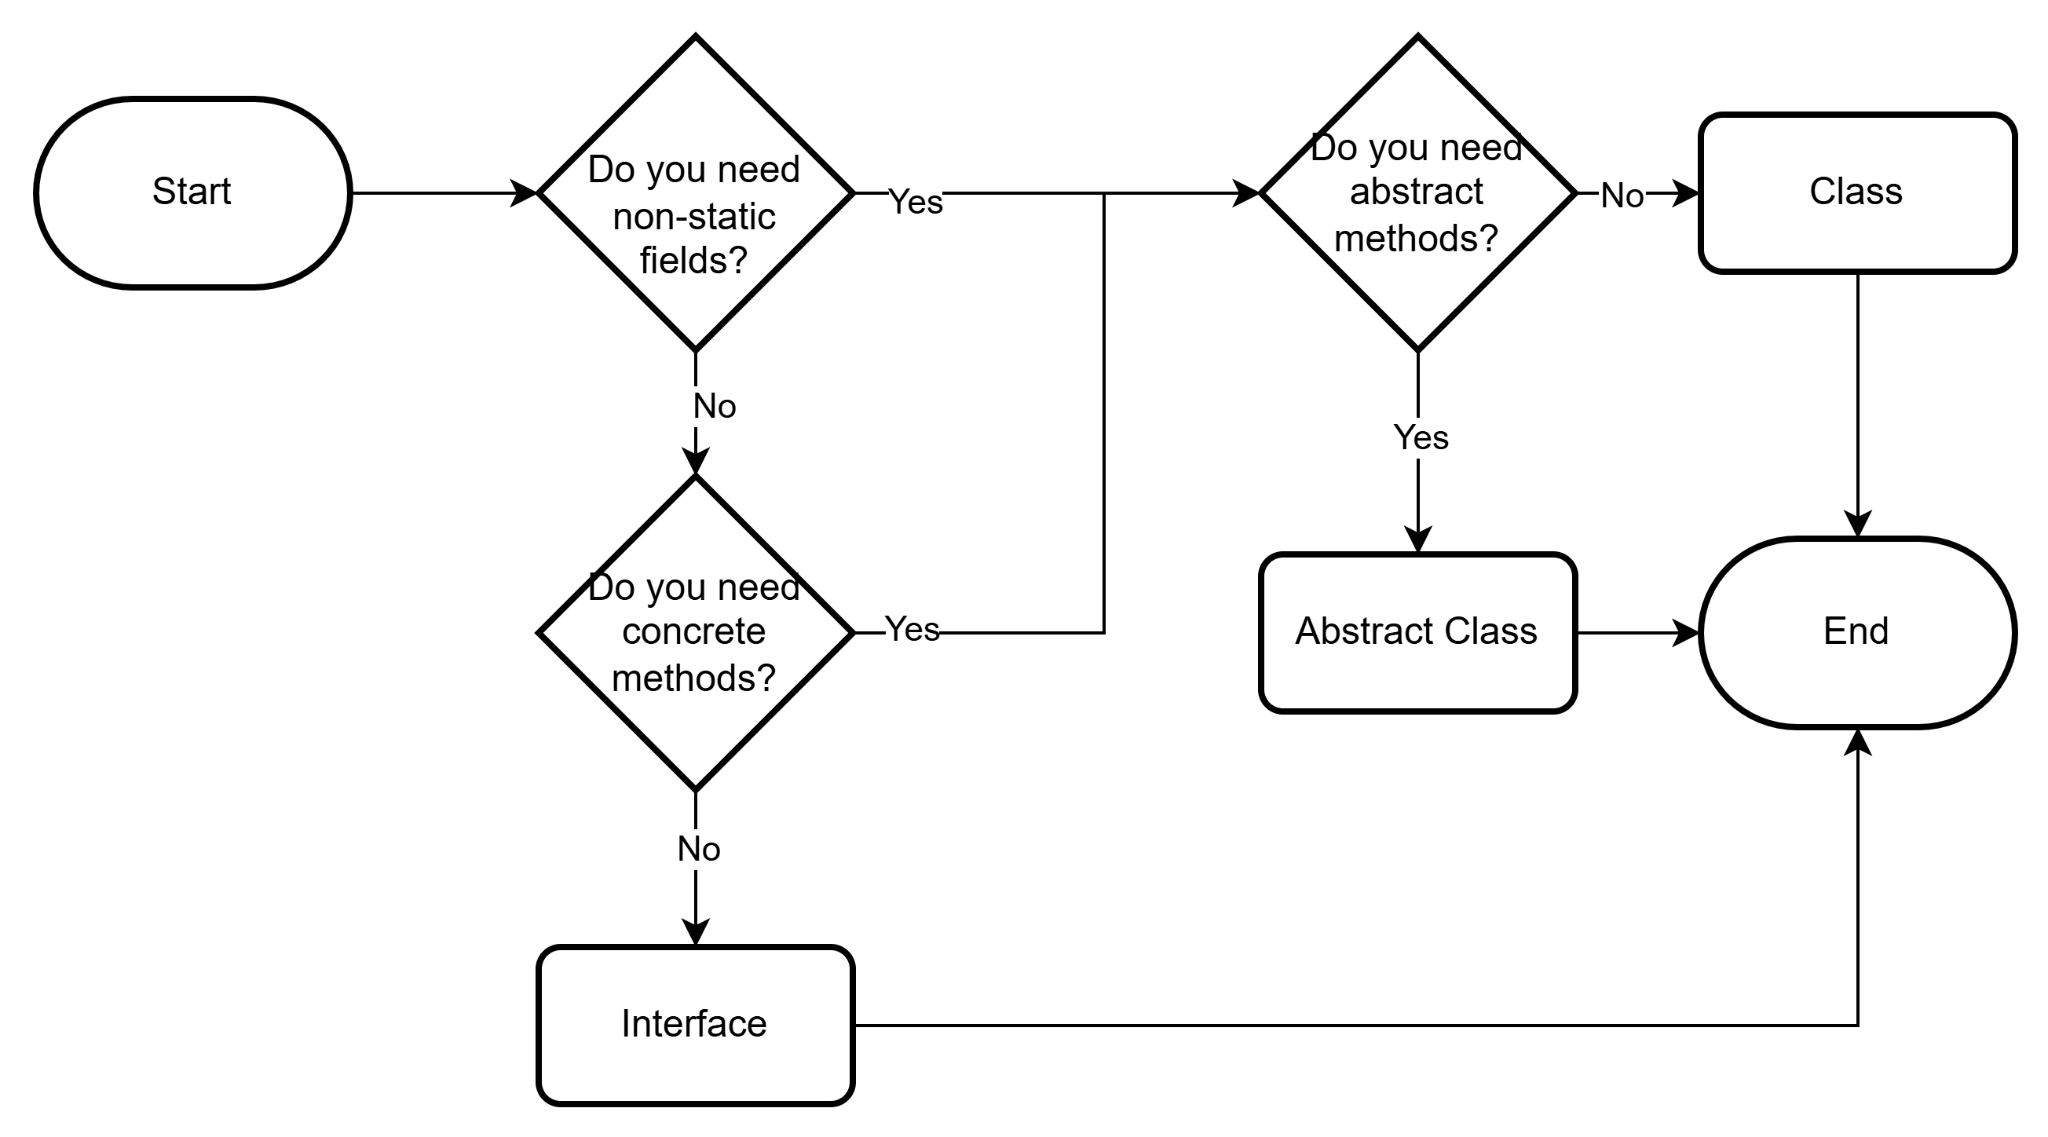 Start
Do you need
non-static
fields?
Yes
Do you need
abstract
methods?
No
Class
No
Yes
Do you need
concrete
methods?
Yes
Abstract Class
End
No
Interface